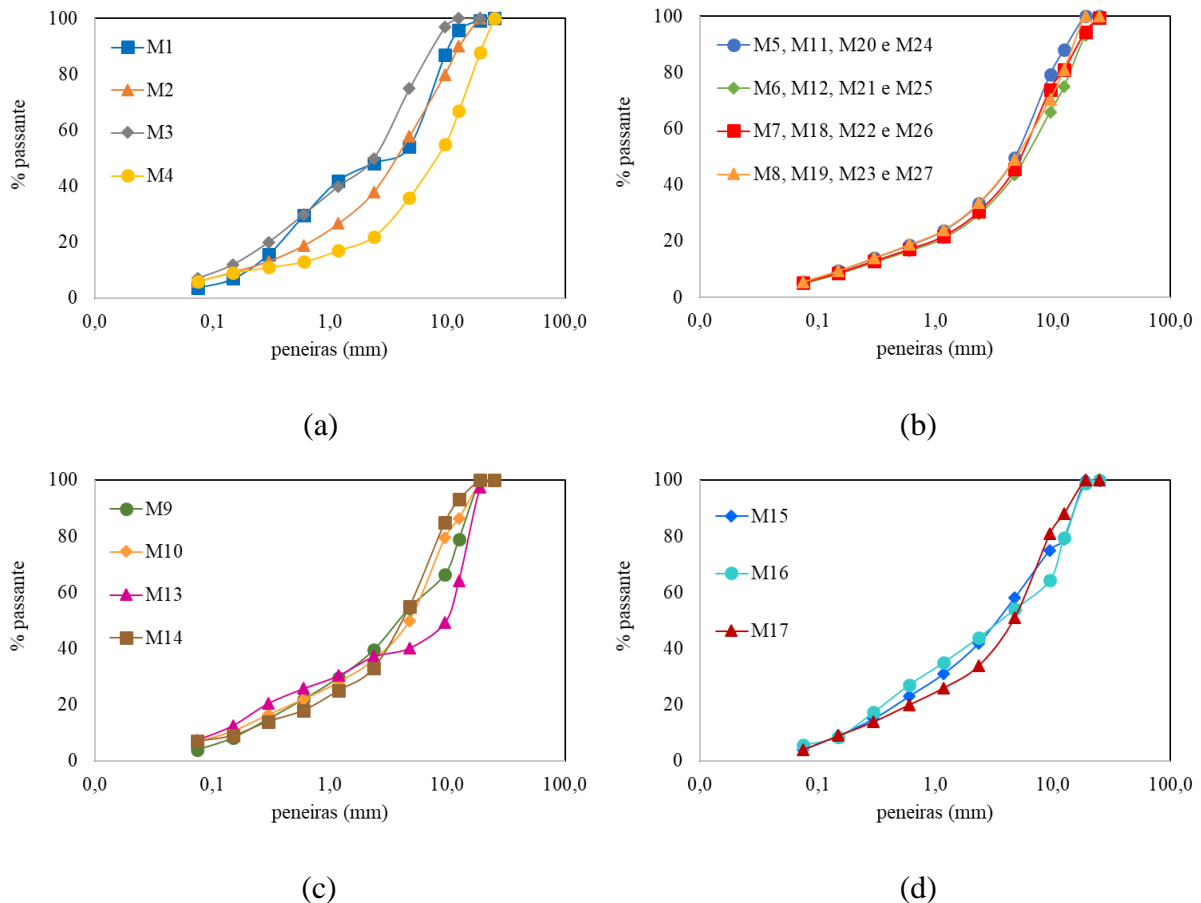 100
80
60
40
20
0
% passante
M1
M2
M3
M4
0,0
0,1
1,0
10,0
100,0
peneiras (mm)
(a)
100
80
60
40
20
0
% passante
M5, M11, M20 e M24
M6, M12, M21 e M25
M7, M18, M22 e M26
M8, M19, M23 e M27
0,0
0,1
1,0
10,0
100,0
peneiras (mm)
(b)
100
80
60
40
20
0
% passante
M9
M10
M13
M14
0,0
0,1
1,0
10,0
100,0
peneiras (mm)
(c)
100
80
60
40
20
0
% passante
M15
M16
M17
0,0
0,1
1,0
10,0
100,0
peneiras (mm)
(d)